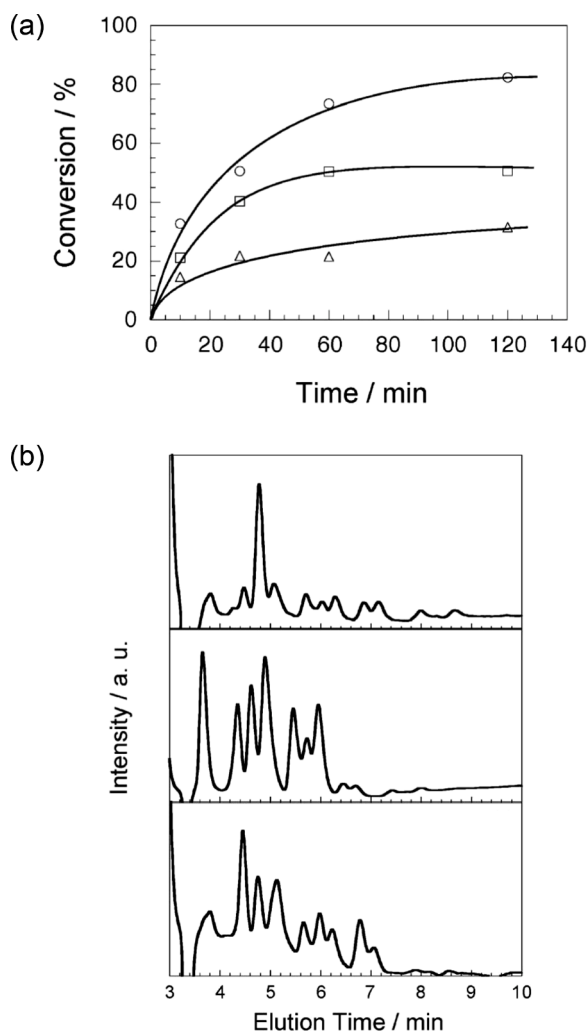 (a)
100
80
60
40
20
0
Conversion / %
0 20 40 60 80 100 120 140
Time / min
(b)
Intensity / a. u.
3 4 5 6 7 8 9 10
Elution Time / min